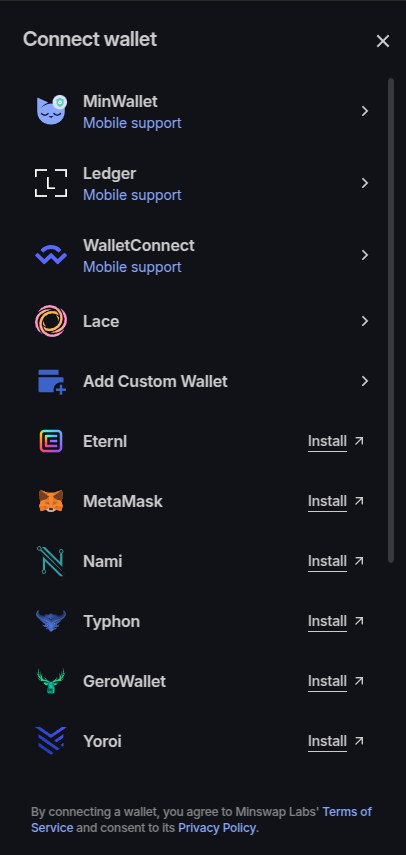 Connect wallet
MinWallet
Mobile support
Ledger
Mobile support
WalletConnect
Mobile support
Lace
Add Custom Wallet
Eternl Install
MetaMask Install
Nami Install
Typhon Install
GeroWallet Install
Yoroi Install
By connecting a wallet, you agree to Minswap Labs' Terms of
Service and consent to its Privacy Policy.